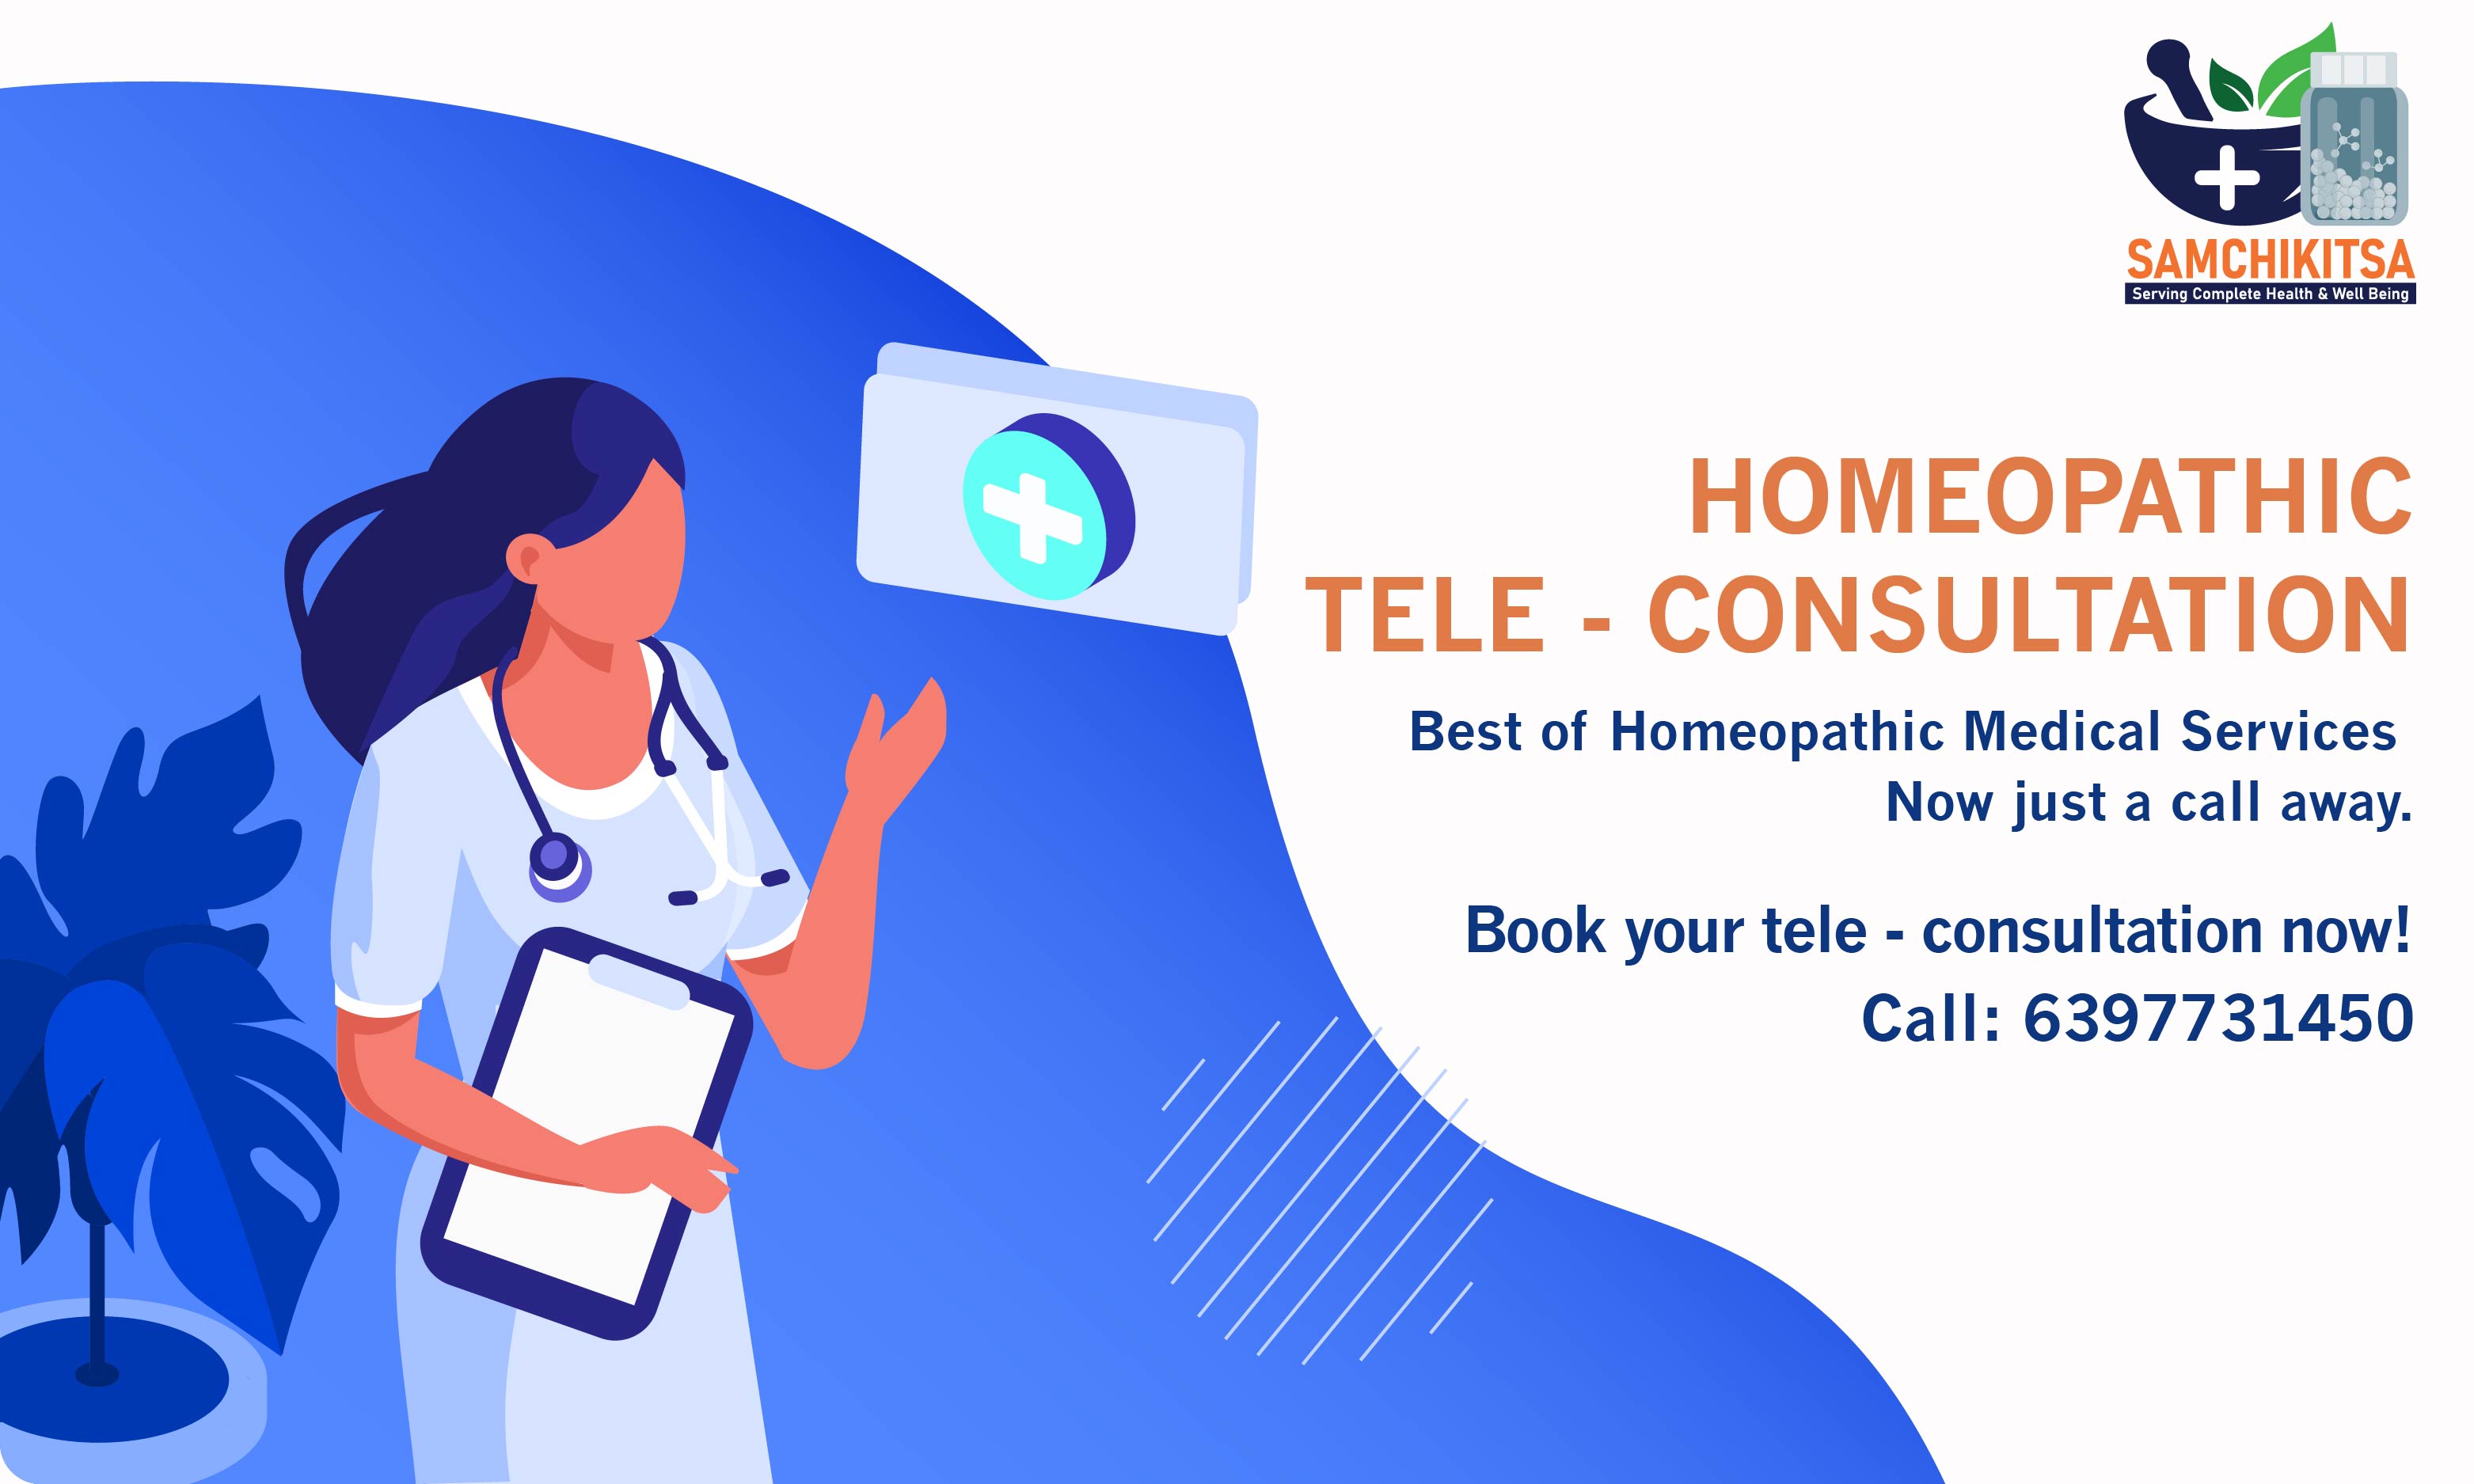 SAMCHIKITSA
Serving Complete Health & Well Being
HOMEOPATHIC
TELE - CONSULTATION
Best of Homeopathic Medical Services
Now just a call away.
Book your tele - consultation now!
Call: 6397731450